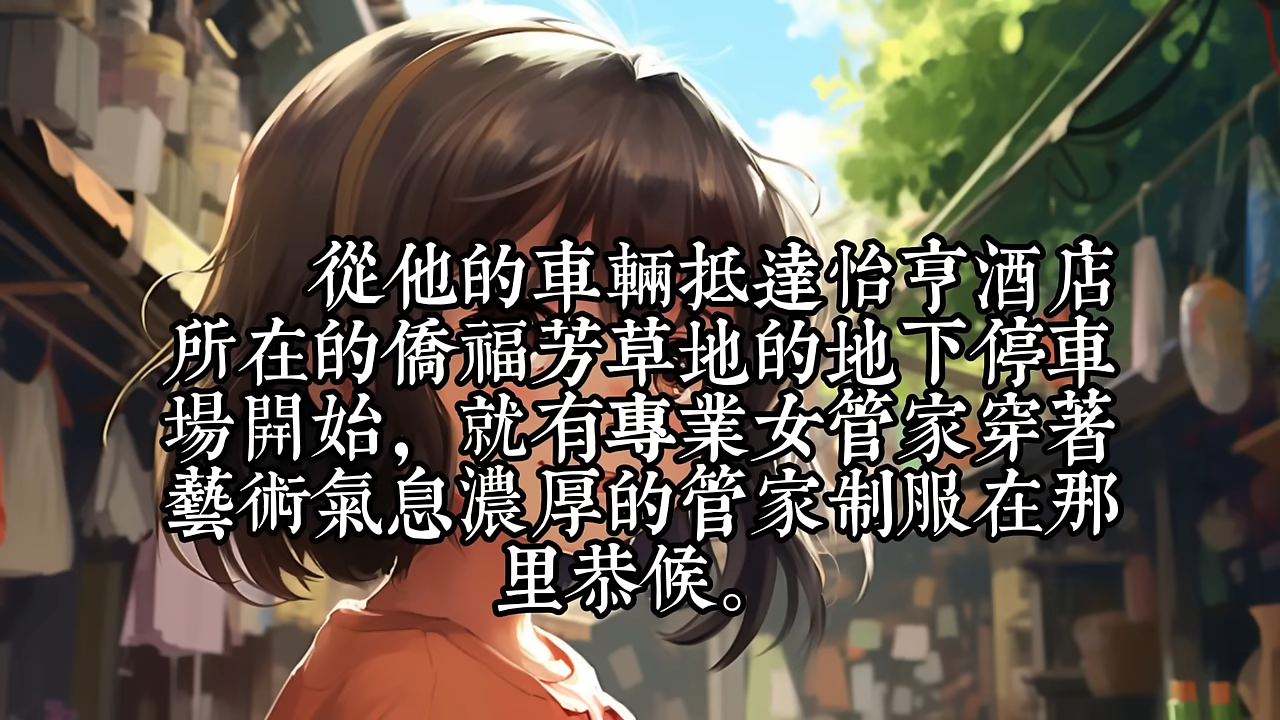 從他的車輛抵達怡亨酒店
所在的僑福芳草地的地下停車
場開始，就有專業女管家穿著
藝術氣息濃厚的管家制服在那
里恭候。